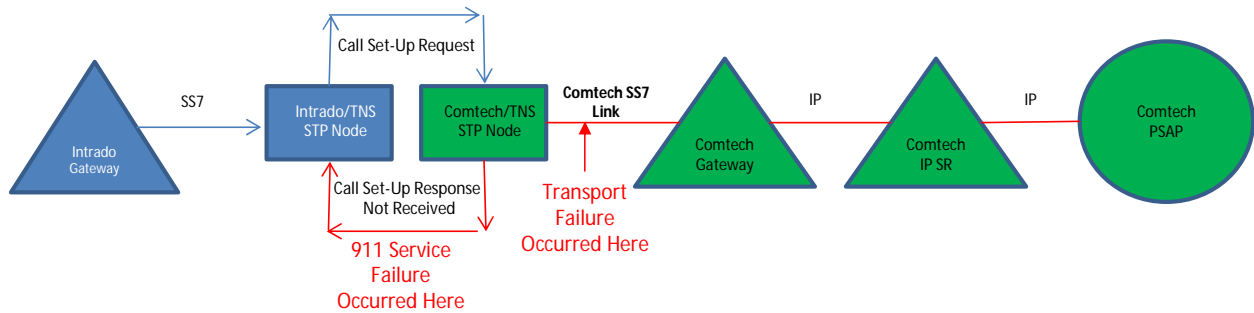 Call Set-Up Request
SS7
Intrado
Gateway
Intrado/TNS
STP Node
Comtech/TNS
STP Node
Comtech SS7
Link
IP
IP
Comtech
Gateway
Comtech
IP SR
Comtech
PSAP
Call Set-Up Response
Not Received
911 Service
Failure
Occurred Here
Transport
Failure
Occurred Here